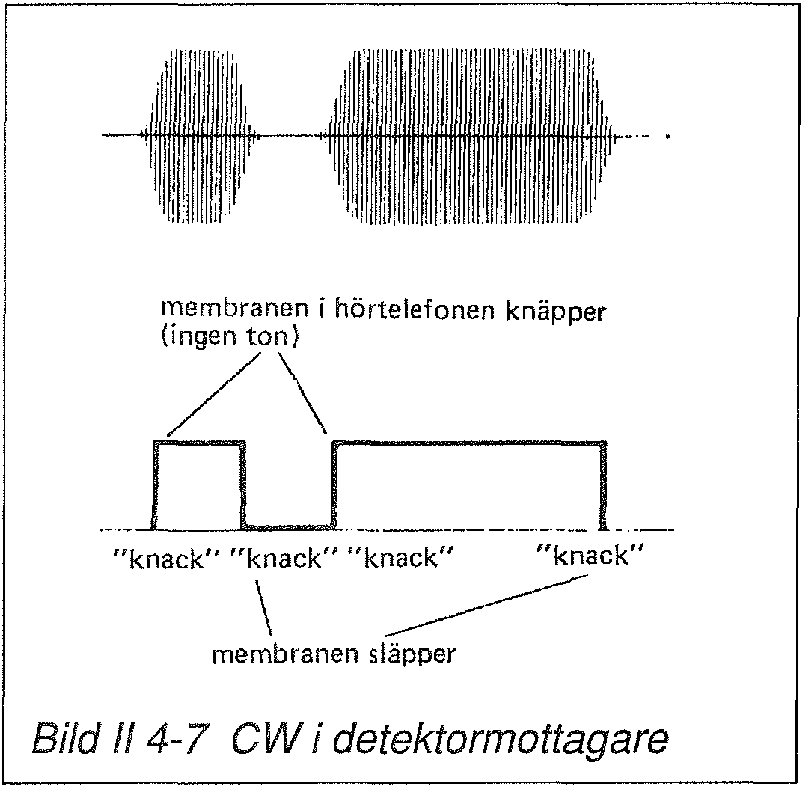 membranen i hörtelefonen knäpper
(ingen ton)
"knack" "knack" "knack" "knack"
membranen släpper
Bild II 4-7 CW i detektormottagare